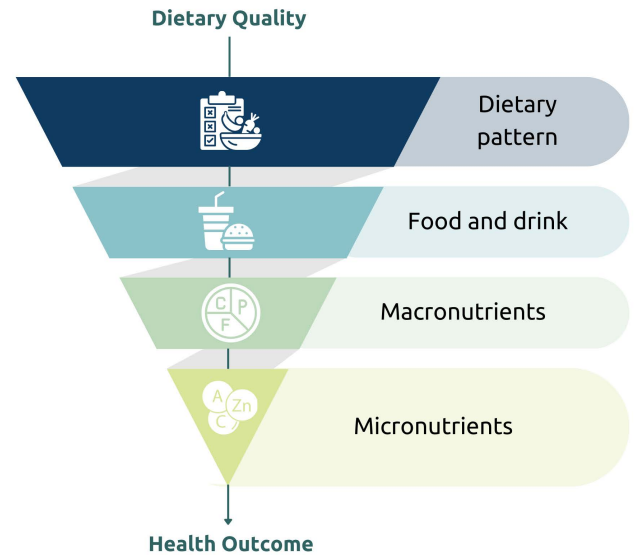 Dietary Quality
Dietary
pattern
Food and drink
C P
F
Macronutrients
A
Zn
C
Micronutrients
Health Outcome